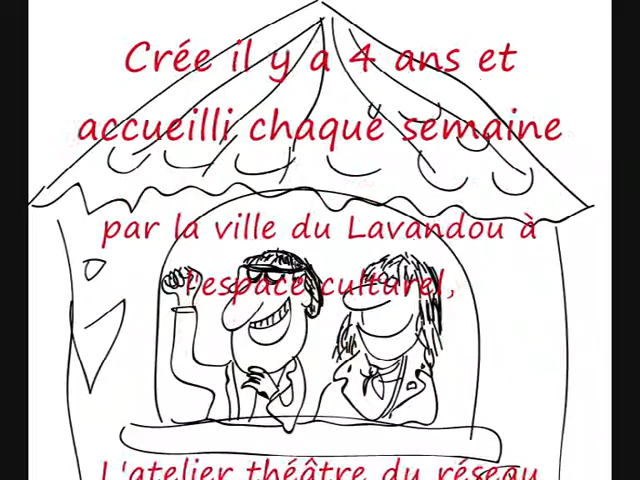 Crée il y a 4 ans et
accueilli chaque semaine
par la ville du Lavandou à
l'espace culturel,
L'atelier théâtre du réseau